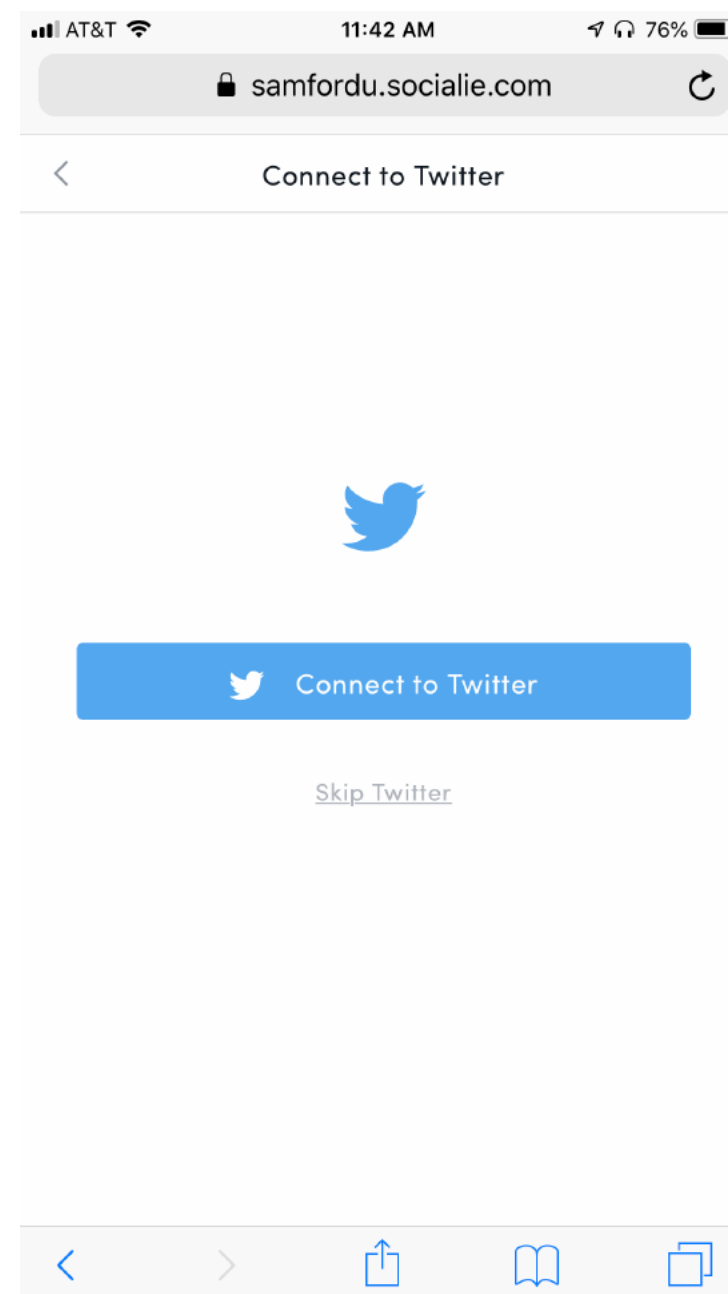 AT&T 11:42 AM 76%
samfordu.socialie.com
Connect to Twitter
Connect to Twitter
Skip Twitter